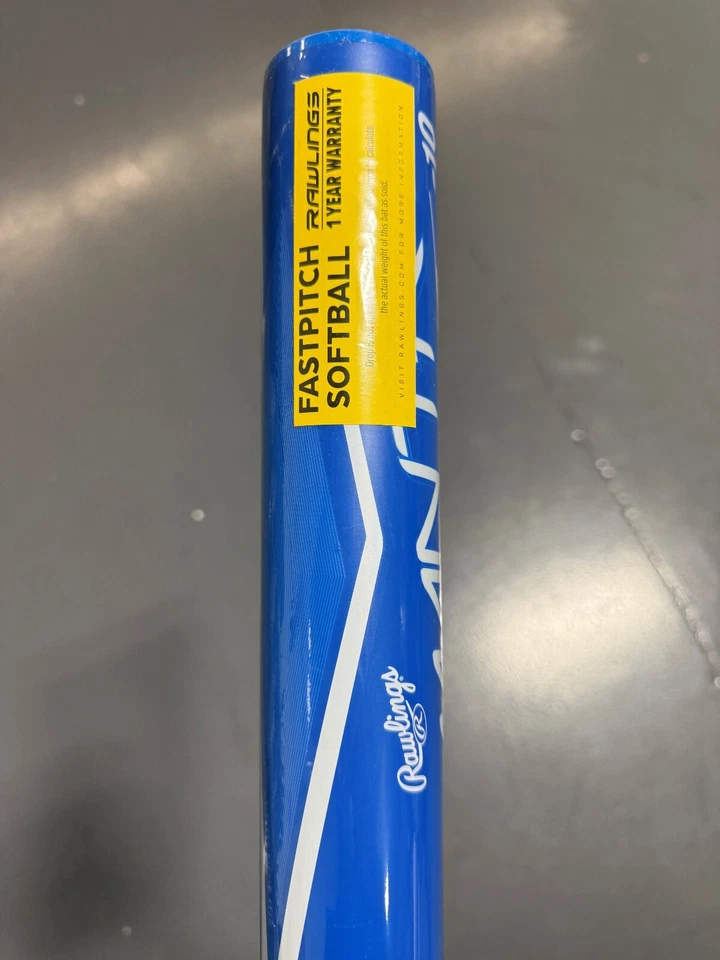 FASTPITCH
SOFTBALL
RAWLINGS
1 YEAR WARRANTY
the actual weight of this bat as sold.
VISIT RAWLINGS.COM FOR MORE INFORMATION
-10
Rawlings
R